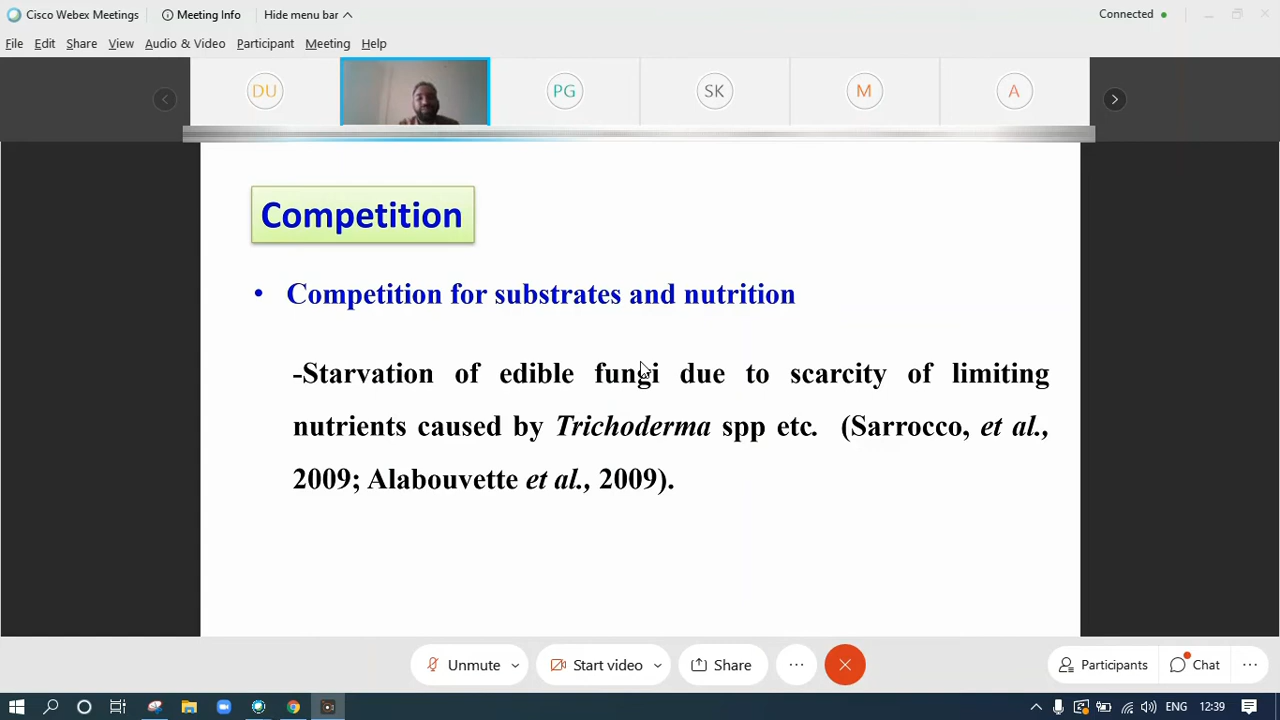 Cisco Webex Meetings
Meeting Info
Hide menu bar
Connected
File Edit Share View Audio & Video Participant Meeting Help
DU
PG
SK
M
A
Competition
• Competition for substrates and nutrition
-Starvation of edible fungi due to scarcity of limiting
nutrients caused by Trichoderma spp etc. (Sarrocco, et al.,
2009; Alabouvette et al., 2009).
Unmute
Start video
Share
Participants
Chat
ENG
12:39